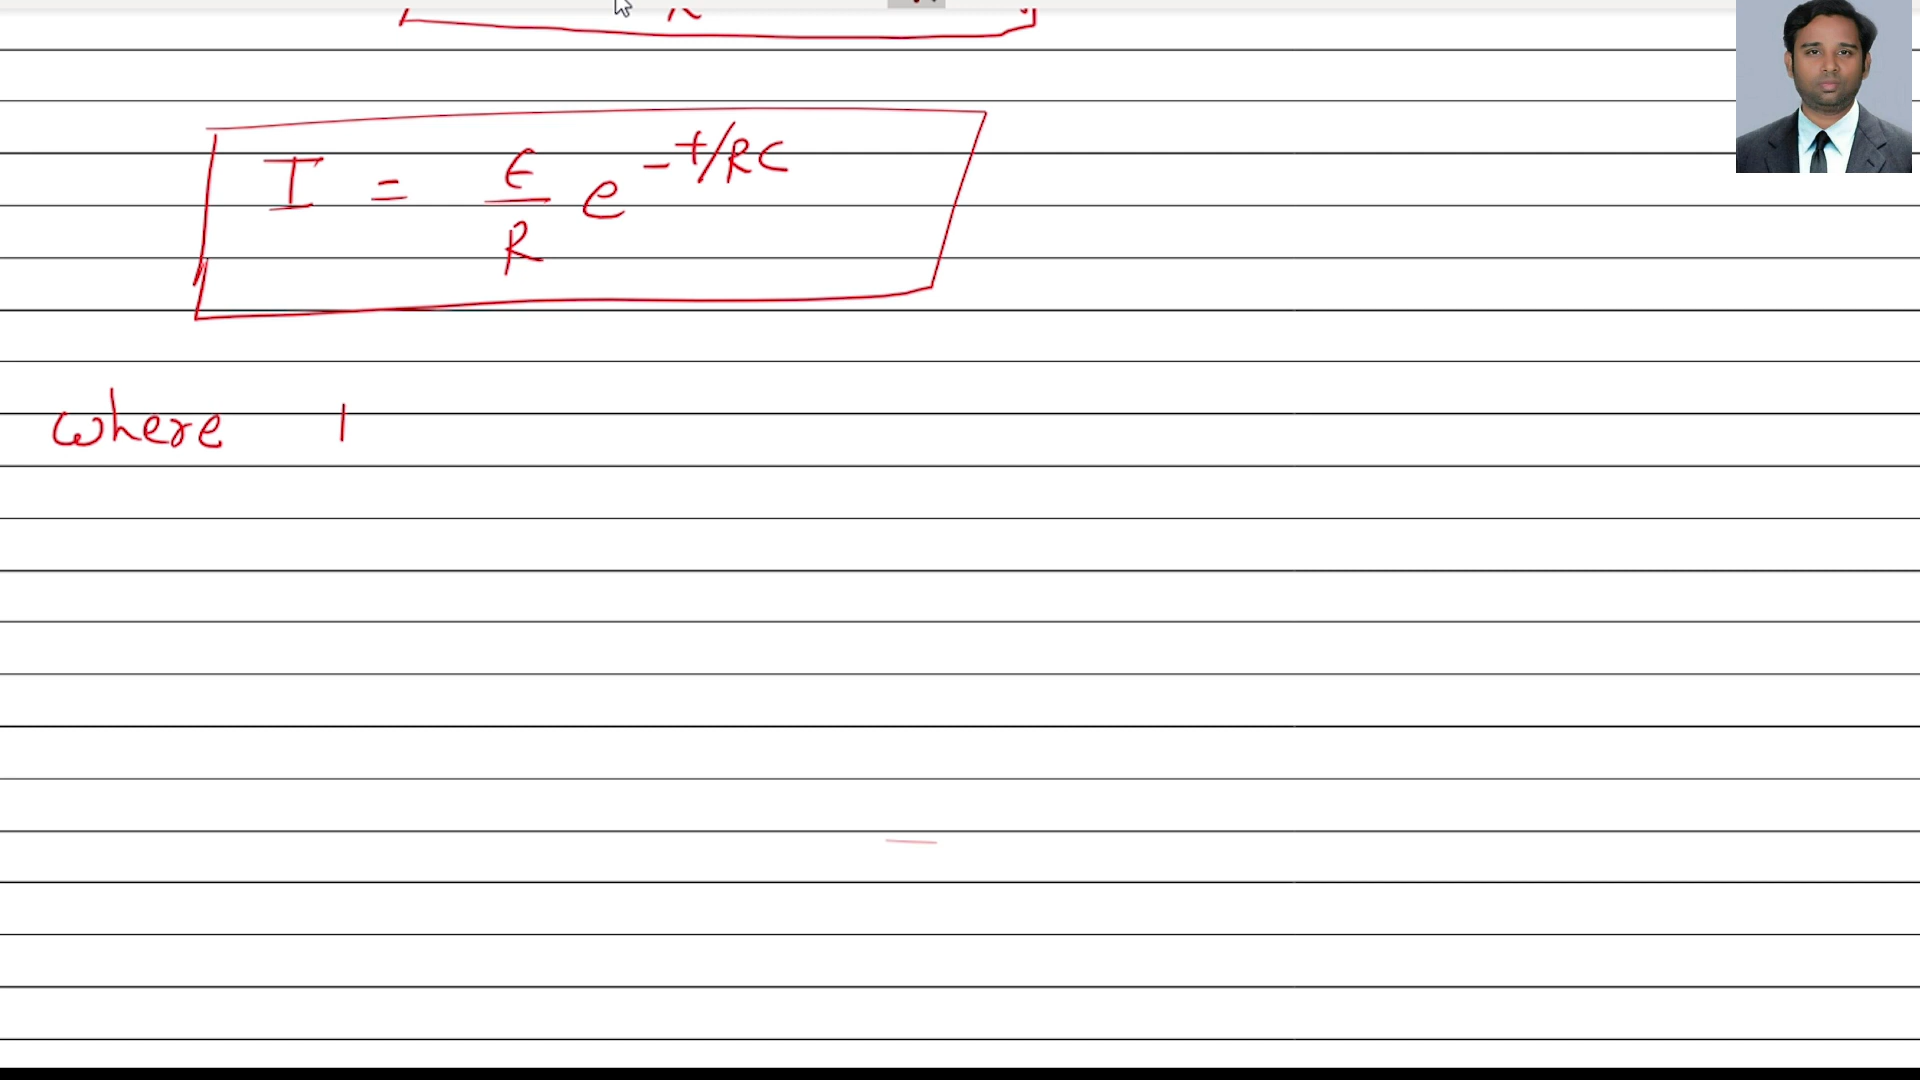 I = ε/R e^-t/RC
where